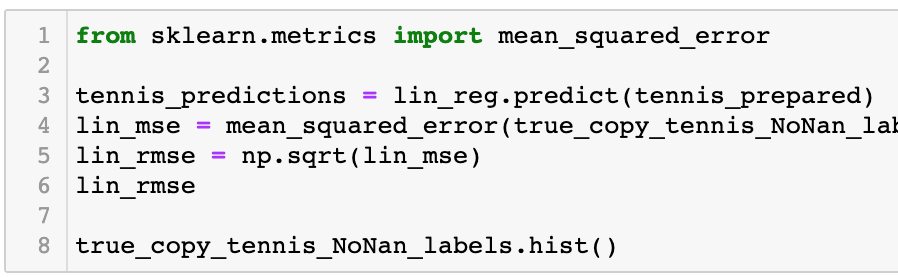 1 from sklearn.metrics import mean_squared_error
2
3 tennis_predictions = lin_reg.predict(tennis_prepared)
4 lin_mse = mean_squared_error(true_copy_tennis_NoNan_lab
5 lin_rmse = np.sqrt(lin_mse)
6 lin_rmse
7
8 true_copy_tennis_NoNan_labels.hist()